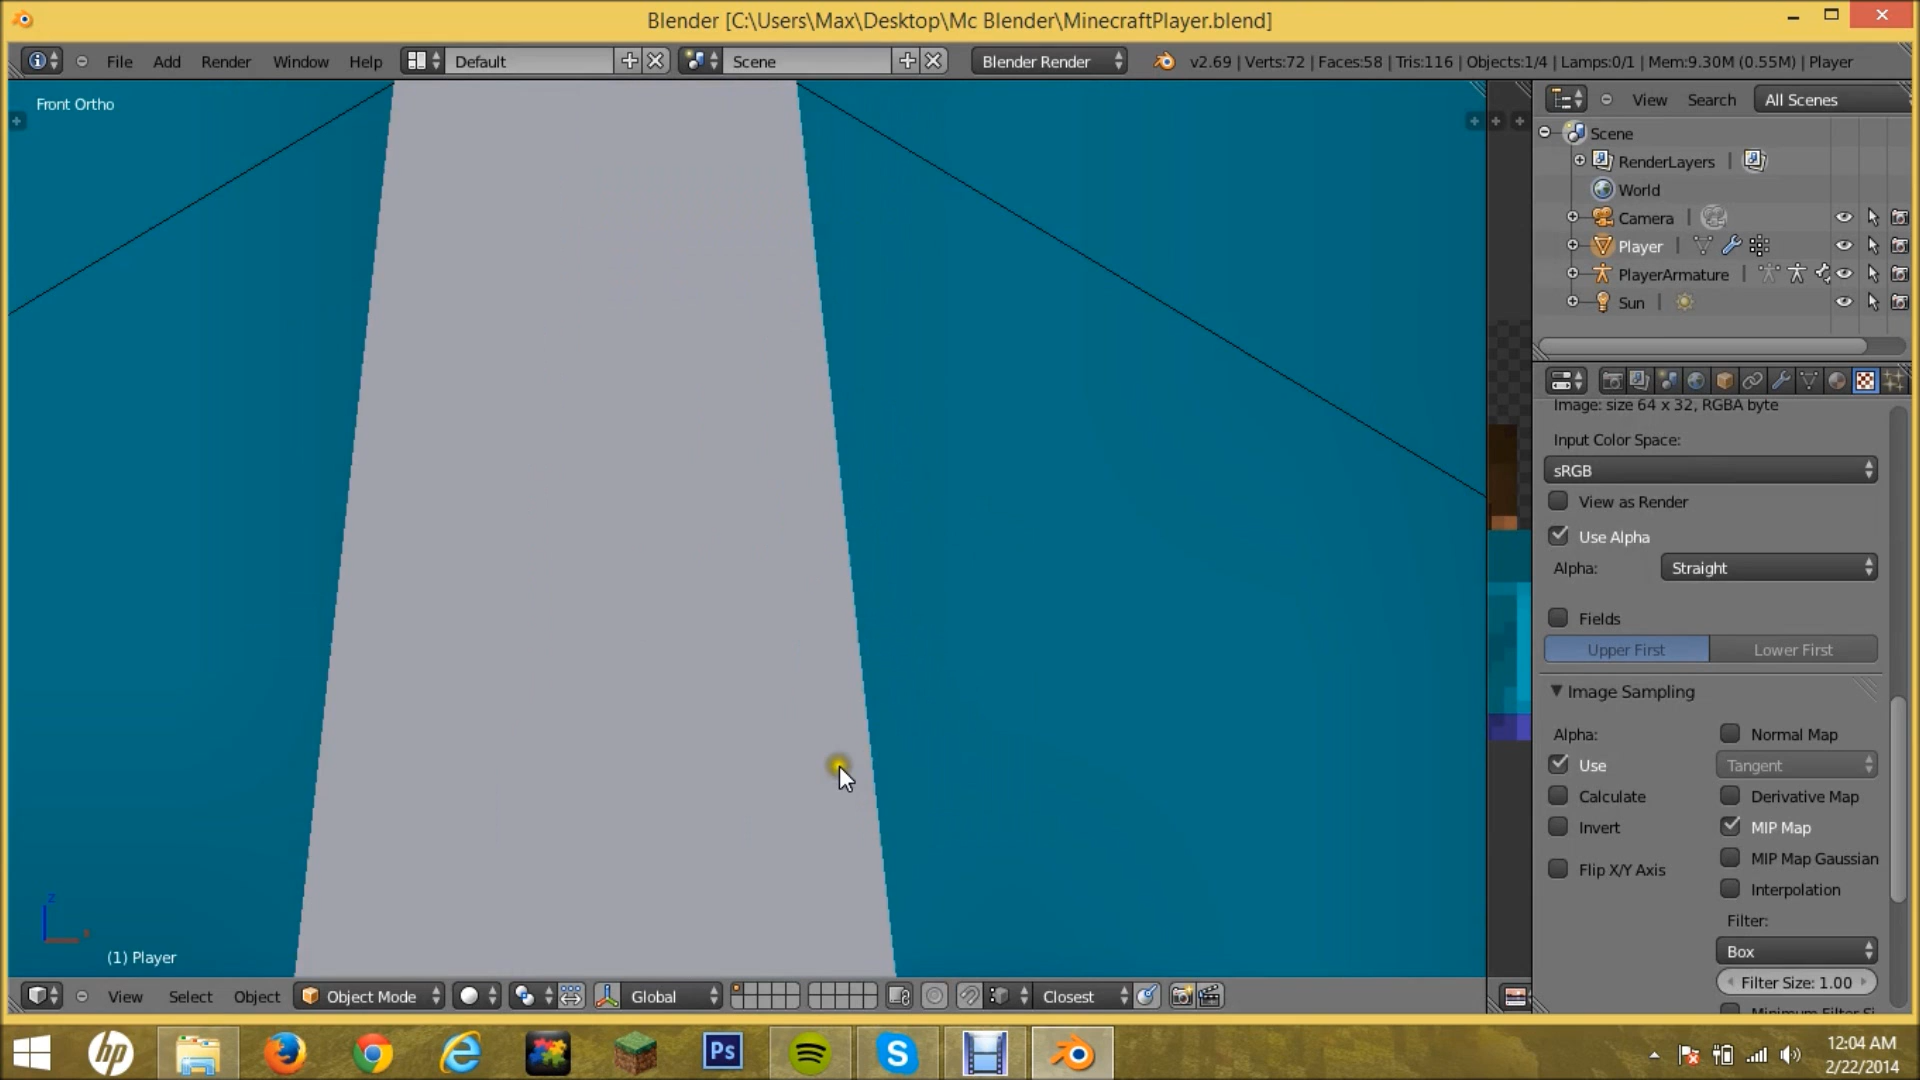 Blender [C:\Users\Max\Desktop\Mc Blender\MinecraftPlayer.blend]
File Add Render Window Help Default Scene Blender Render v2.69 | Verts:72 | Faces:58 | Tris:116 | Objects:1/4 | Lamps:0/1 | Mem:9.30M (0.55M) | Player
Front Ortho
View Search All Scenes
Scene
RenderLayers
World
Camera
Player
PlayerArmature
Sun
Image: size 64 x 32, RGBA byte
Input Color Space:
sRGB
View as Render
Use Alpha
Alpha: Straight
Fields
Upper First Lower First
Image Sampling
Alpha: Normal Map
Use Tangent
Calculate Derivative Map
Invert MIP Map
MIP Map Gaussian
Flip X/Y Axis
Interpolation
Filter:
Box
Filter Size: 1.00
z
(1) Player
View Select Object Object Mode Global Closest
hp
Ps
12:04 AM
2/22/2014